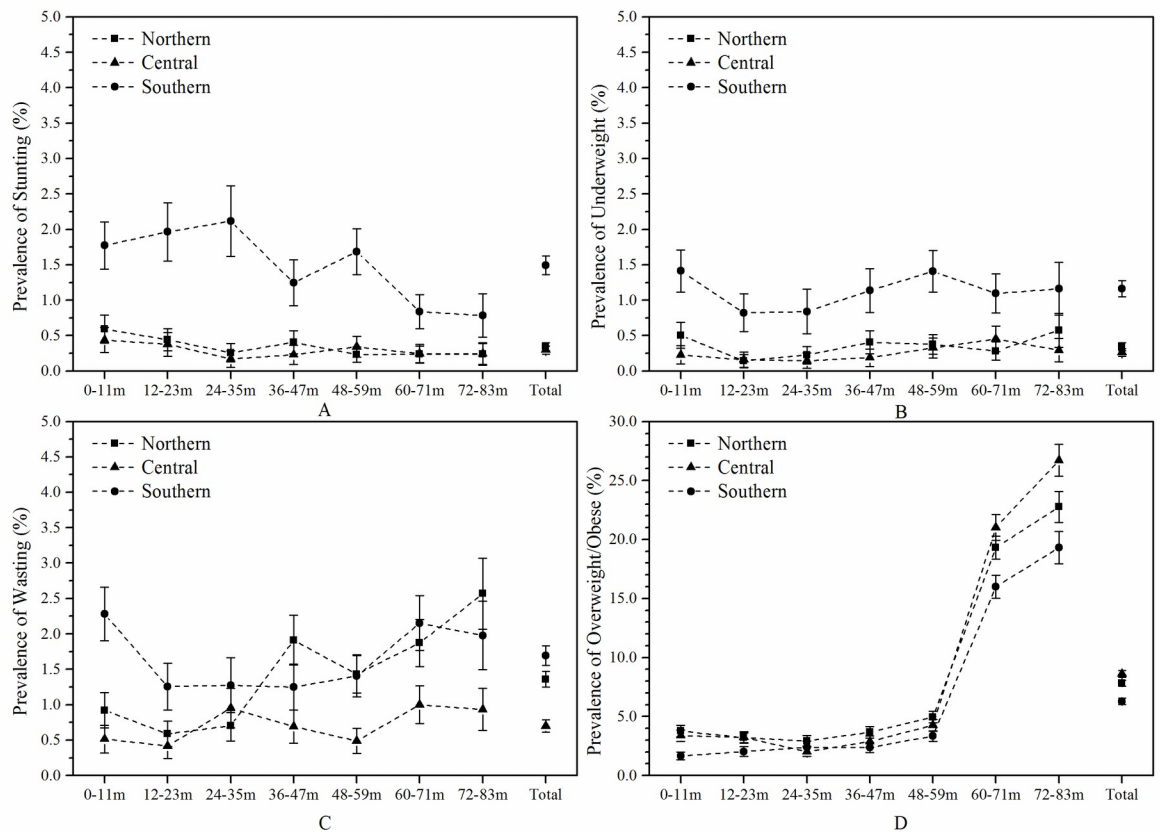 Prevalence of Stunting (%)
5.0
4.5
4.0
3.5
3.0
2.5
2.0
1.5
1.0
0.5
0.0
Northern
Central
Southern
0-11m 12-23m 24-35m 36-47m 48-59m 60-71m 72-83m Total
A
Prevalence of Underweight (%)
5.0
4.5
4.0
3.5
3.0
2.5
2.0
1.5
1.0
0.5
0.0
Northern
Central
Southern
0-11m 12-23m 24-35m 36-47m 48-59m 60-71m 72-83m Total
B
Prevalence of Wasting (%)
5.0
4.5
4.0
3.5
3.0
2.5
2.0
1.5
1.0
0.5
0.0
Northern
Central
Southern
0-11m 12-23m 24-35m 36-47m 48-59m 60-71m 72-83m Total
C
Prevalence of Overweight/Obese (%)
30.0
25.0
20.0
15.0
10.0
5.0
0.0
Northern
Central
Southern
0-11m 12-23m 24-35m 36-47m 48-59m 60-71m 72-83m Total
D